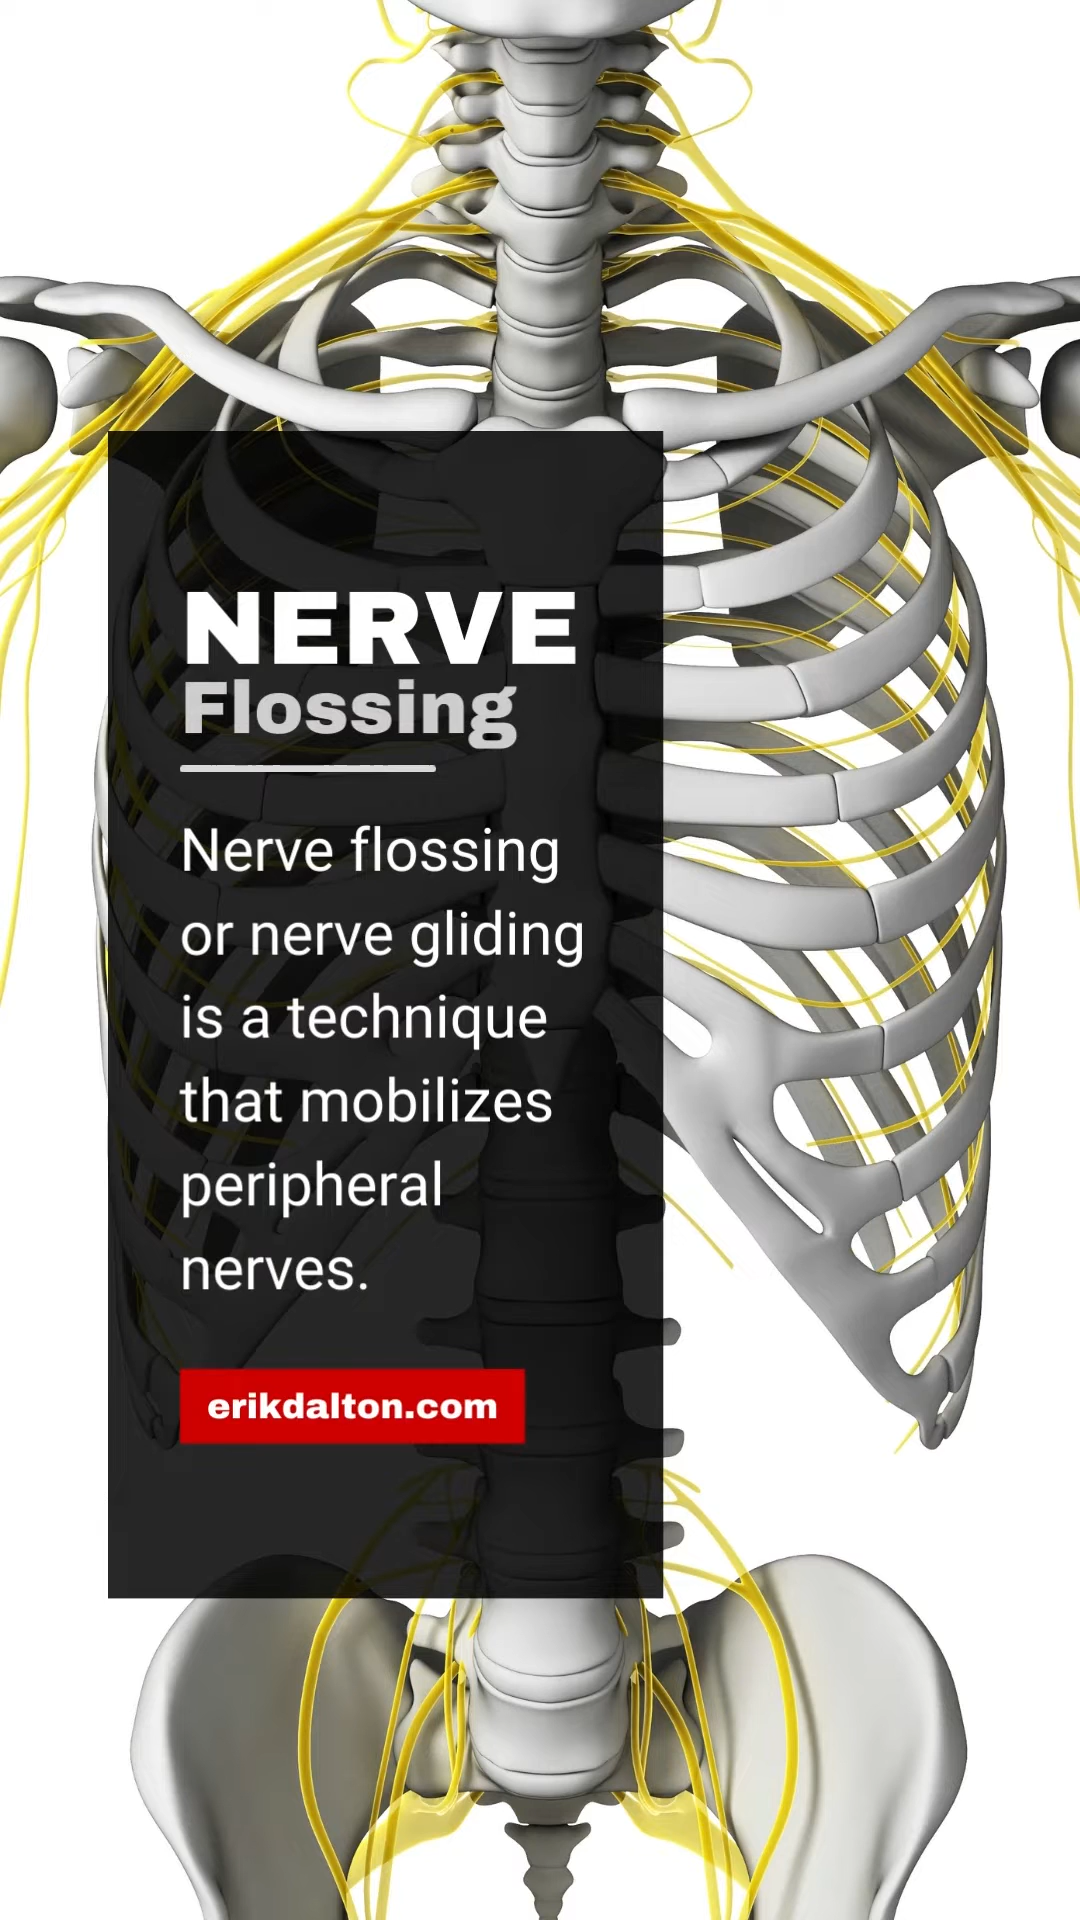 NERVE
Flossing
Nerve flossing
or nerve gliding
is a technique
that mobilizes
peripheral
nerves.
erikdalton.com